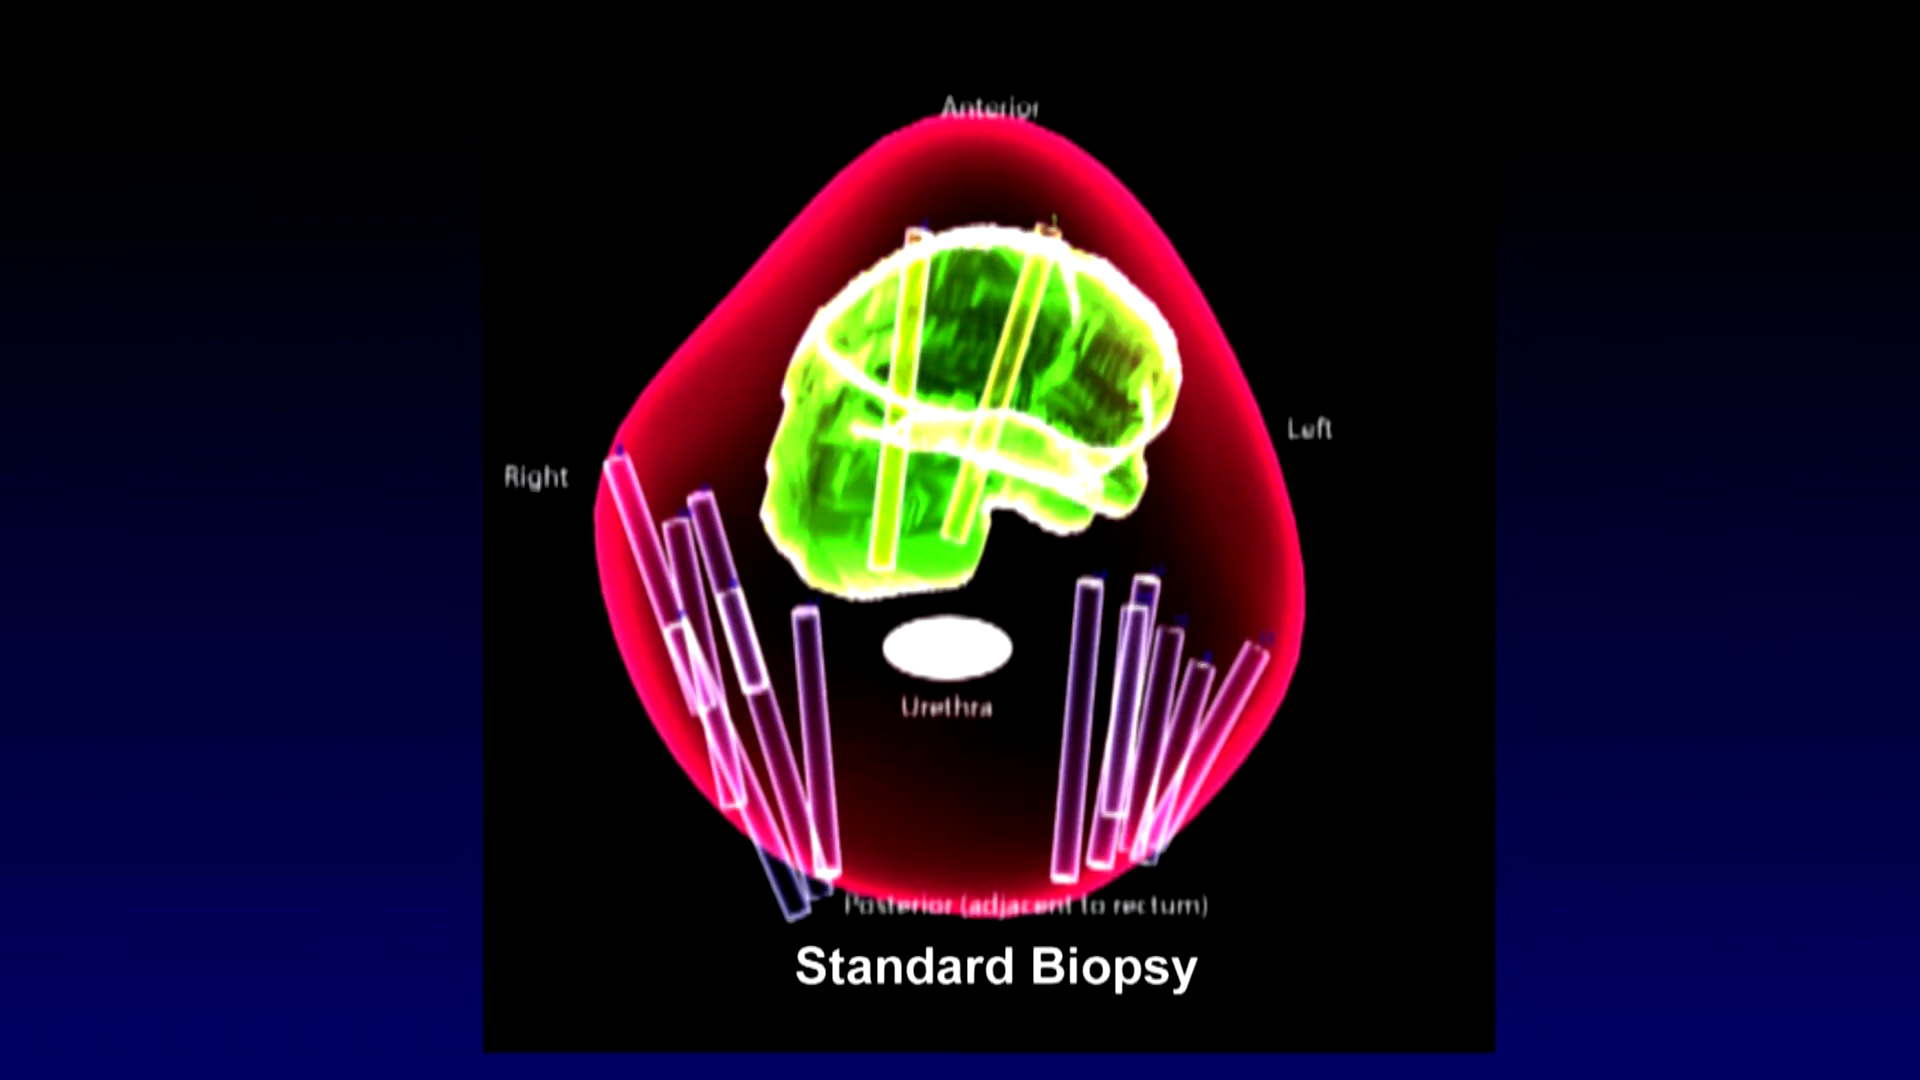 Anterior
Left
Right
Urethra
Posterior (adjacent to rectum)
Standard Biopsy